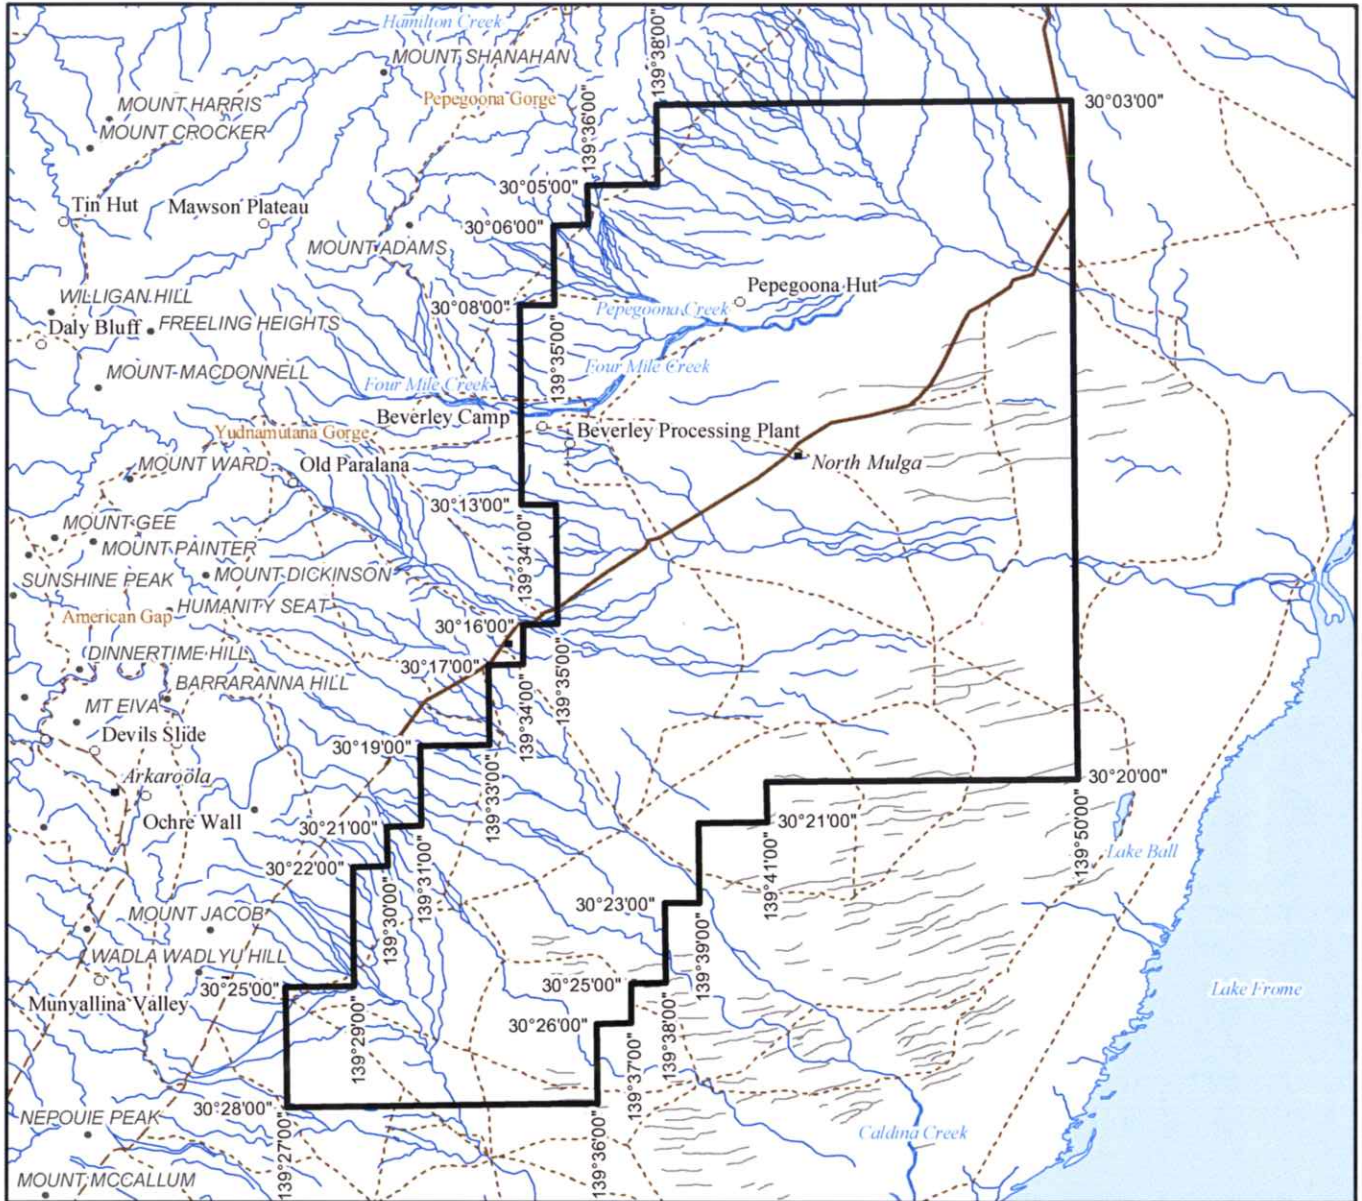 Hamilton Creek
139°38'00"
MOUNT SHANAHAN
Pepegoona Gorge
MOUNT HARRIS
MOUNT CROCKER
139°36'00"
30°03'00"
30°05'00"
Tin Hut
Mawson Plateau
30°06'00"
MOUNT ADAMS
WILLIGAN HILL
Daly Bluff
FREELING HEIGHTS
30°08'00"
Pepegoona Hut
Pepegoona Creek
139°35'00"
MOUNT MACDONNELL
Four Mile Creek
Four Mile Creek
Beverley Camp
Beverley Processing Plant
Yudnamutana Gorge
MOUNT WARD
Old Paralana
North Mulga
30°13'00"
MOUNT GEE
MOUNT PAINTER
139°34'00"
SUNSHINE PEAK
MOUNT DICKINSON
American Gap
HUMANITY SEAT
30°16'00"
DINNERTIME HILL
30°17'00"
BARRARANNA HILL
139°34'00"
139°35'00"
MT EIVA
Devils Slide
30°19'00"
Arkaroola
139°33'00"
30°20'00"
Ochre Wall
30°21'00"
30°21'00"
139°50'00"
Lake Ball
30°22'00"
139°31'00"
139°41'00"
139°30'00"
MOUNT JACOB
30°23'00"
WADLA WADLYU HILL
139°39'00"
30°25'00"
30°25'00"
Munyallina Valley
Lake Frome
30°26'00"
139°29'00"
139°38'00"
139°37'00"
30°28'00"
NEPOUIE PEAK
Caldina Creek
139°27'00"
139°36'00"
MOUNT MCCALLUM